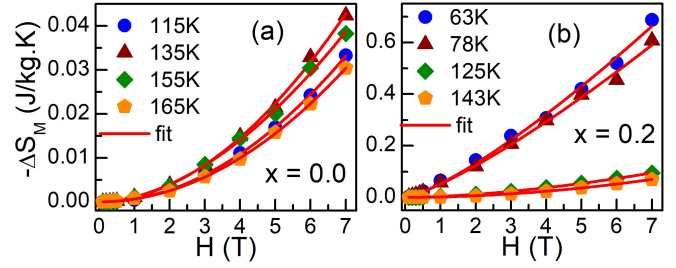 (a)
115K
135K
155K
165K
fit
x = 0.0
0.04
0.03
0.02
0.01
0.00
-ΔS_M (J/kg.K)
0 1 2 3 4 5 6 7
H (T)
(b)
63K
78K
125K
143K
fit
x = 0.2
0.6
0.4
0.2
0.0
0 1 2 3 4 5 6 7
H (T)